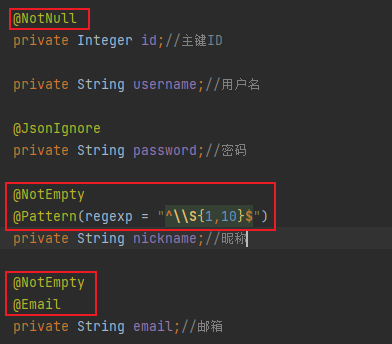 @NotNull
private Integer id;//主键ID
private String username;//用户名
@JsonIgnore
private String password;//密码
@NotEmpty
@Pattern(regexp = "^\\S{1,10}$")
private String nickname;//昵称
@NotEmpty
@Email
private String email;//邮箱